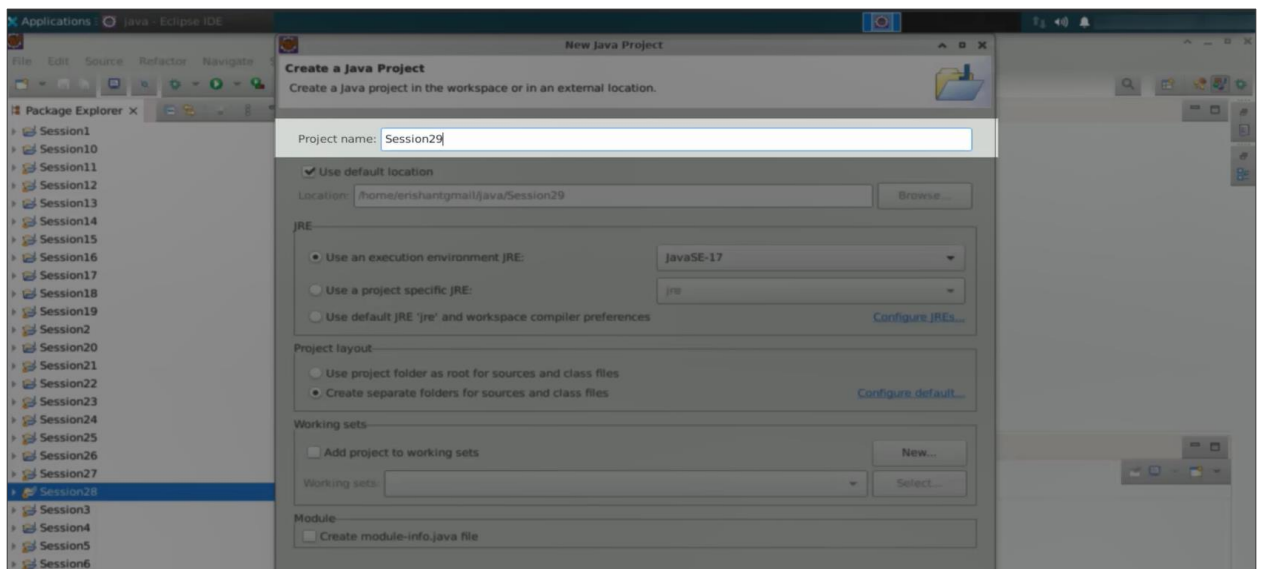 Applications : java - Eclipse IDE
New Java Project
File Edit Source Refactor Navigate
Create a Java Project
Create a Java project in the workspace or in an external location.
Package Explorer
Project name: Session29
Session1
Session10
Session11
Session12
Session13
Session14
Session15
Session16
Session17
Session18
Session19
Session2
Session20
Session21
Session22
Session23
Session24
Session25
Session26
Session27
Session28
Session3
Session4
Session5
Session6
Use default location
Location: /home/erishantgmail/java/Session29 Browse...
JRE
Use an execution environment JRE: JavaSE-17
Use a project specific JRE: jre
Use default JRE 'jre' and workspace compiler preferences Configure JREs...
Project layout
Use project folder as root for sources and class files
Create separate folders for sources and class files Configure default...
Working sets
Add project to working sets New...
Working sets: Select...
Module
Create module-info.java file